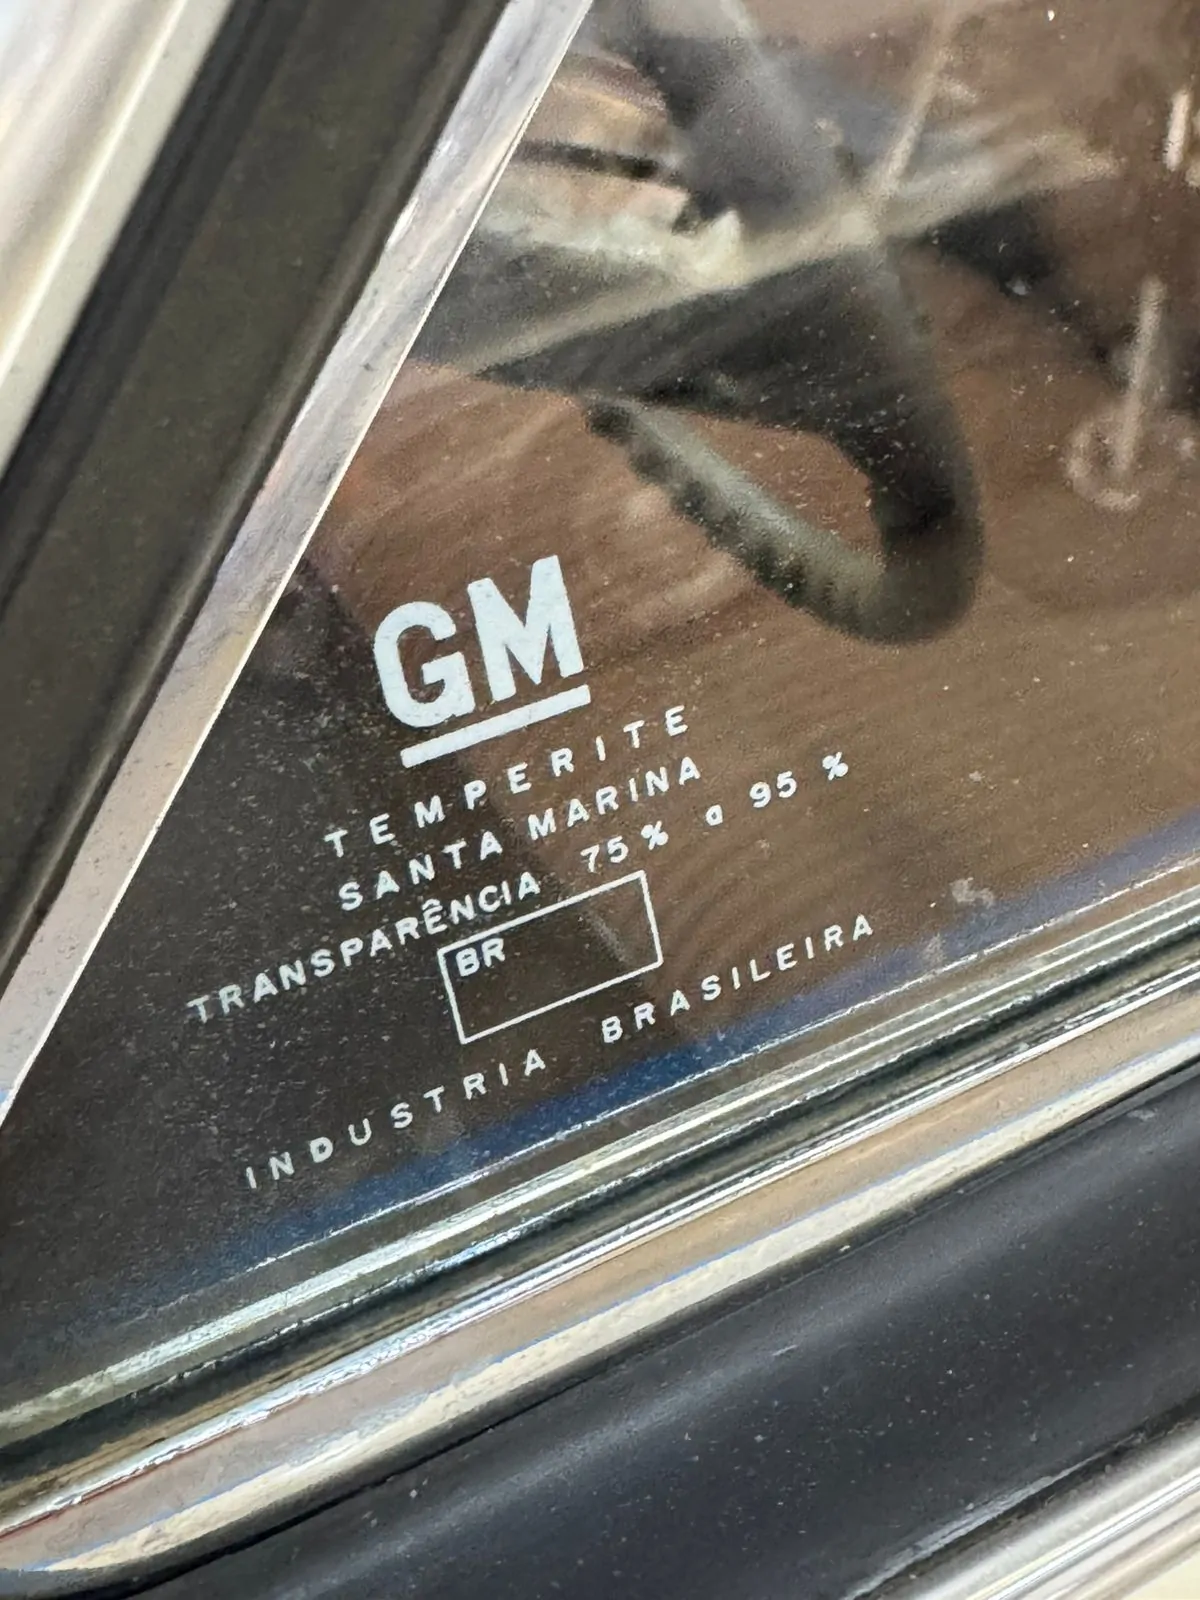 GM
TEMPERITE
SANTA MARINA
TRANSPARÊNCIA 75% a 95 %
BR
INDUSTRIA BRASILEIRA